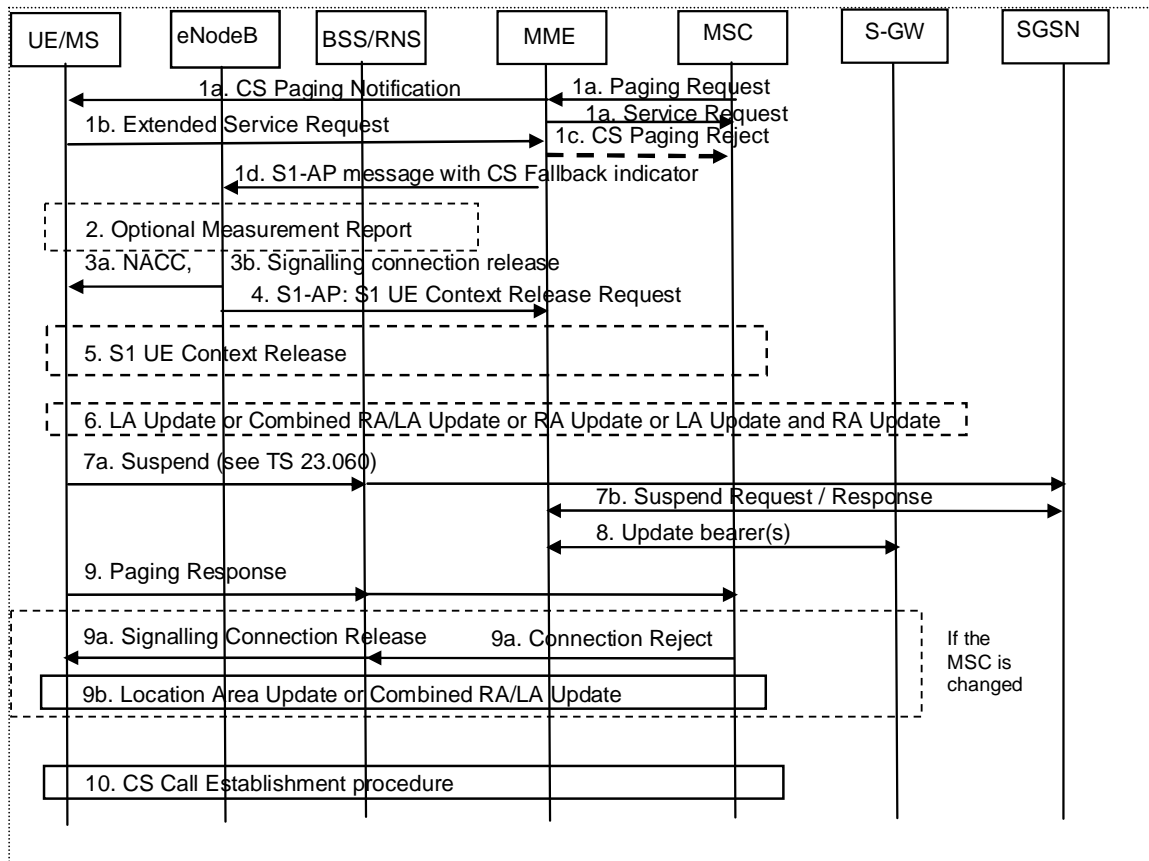 UE/MS
eNodeB
BSS/RNS
MME
MSC
S-GW
SGSN
1a. CS Paging Notification
1a. Paging Request
1a. Service Request
1b. Extended Service Request
1c. CS Paging Reject
1d. S1-AP message with CS Fallback indicator
2. Optional Measurement Report
3a. NACC,
3b. Signalling connection release
4. S1-AP: S1 UE Context Release Request
5. S1 UE Context Release
6. LA Update or Combined RA/LA Update or RA Update or LA Update and RA Update
7a. Suspend (see TS 23.060)
7b. Suspend Request / Response
8. Update bearer(s)
9. Paging Response
9a. Signalling Connection Release
9a. Connection Reject
If the
MSC is
changed
9b. Location Area Update or Combined RA/LA Update
10. CS Call Establishment procedure